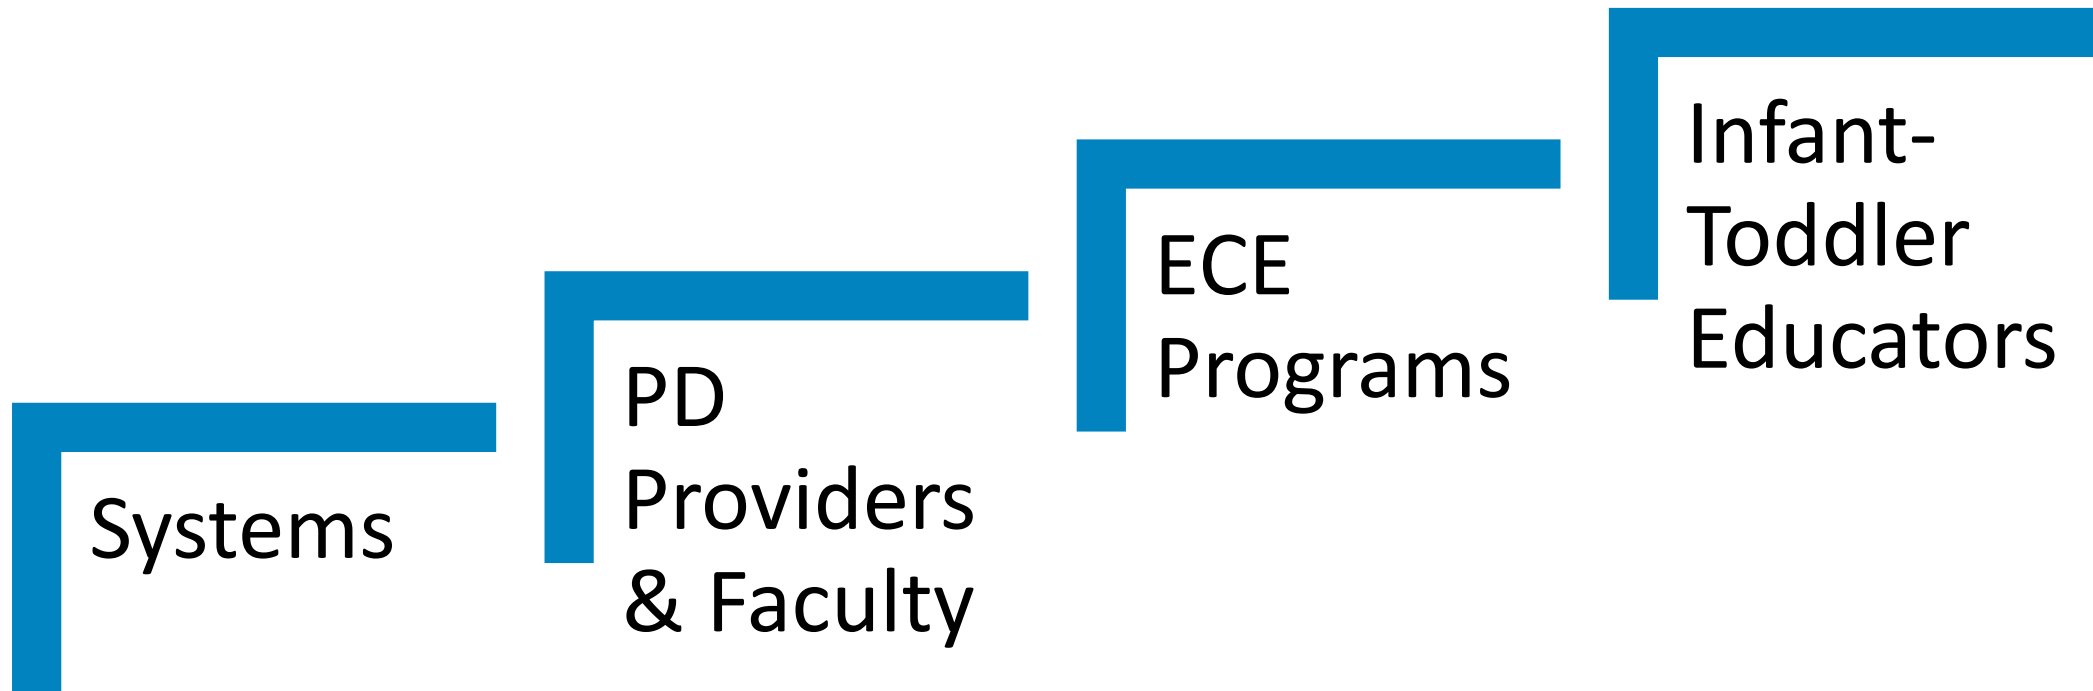 Systems
PD
Providers
& Faculty
ECE
Programs
Infant-
Toddler
Educators